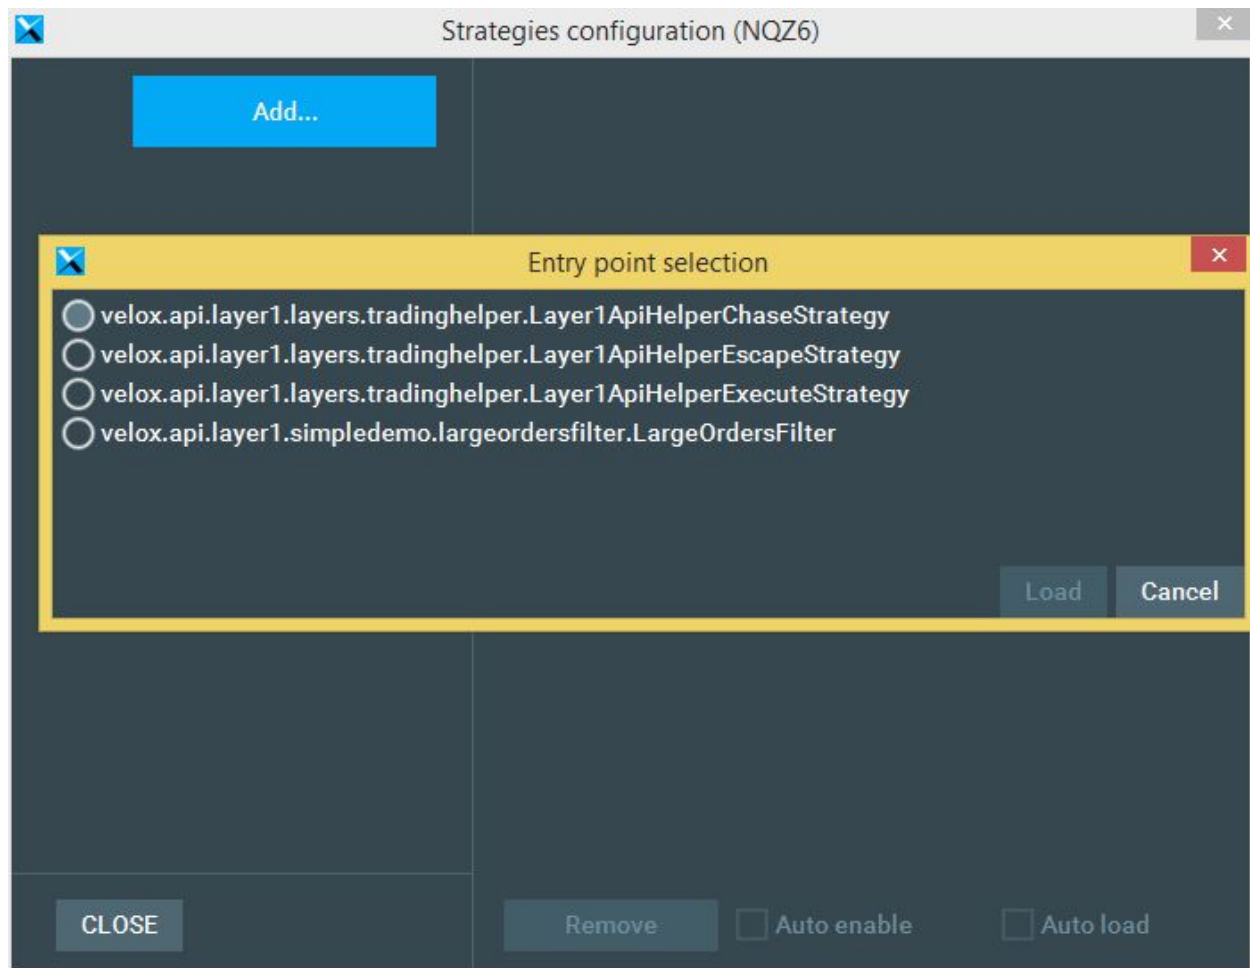 Strategies configuration (NQZ6)
Add...
Entry point selection
velox.api.layer1.layers.tradinghelper.Layer1ApiHelperChaseStrategy
velox.api.layer1.layers.tradinghelper.Layer1ApiHelperEscapeStrategy
velox.api.layer1.layers.tradinghelper.Layer1ApiHelperExecuteStrategy
velox.api.layer1.simpledemo.largeordersfilter.LargeOrdersFilter
Load Cancel
CLOSE Remove Auto enable Auto load